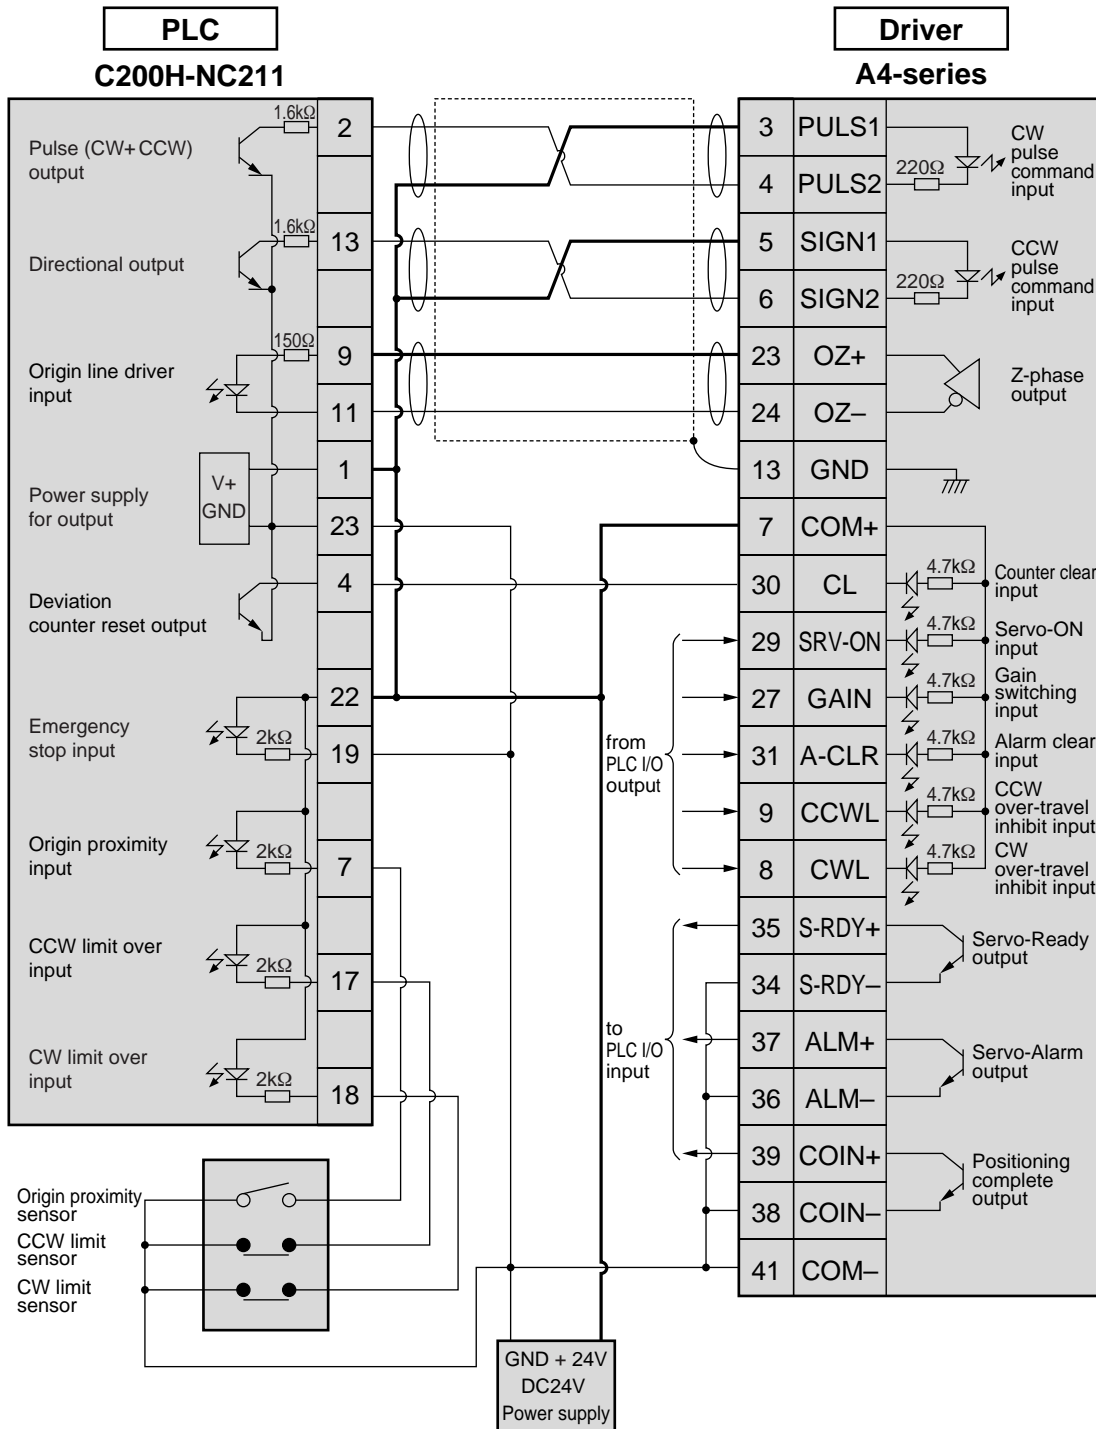 PLC
C200H-NC211
Driver
A4-series
Pulse (CW+CCW)
output
1.6kΩ
2
Directional output
1.6kΩ
13
Origin line driver
input
150Ω
9
11
Power supply
for output
V+
GND
1
23
Deviation
counter reset output
4
Emergency
stop input
22
2kΩ
19
Origin proximity
input
2kΩ
7
CCW limit over
input
2kΩ
17
CW limit over
input
2kΩ
18
Origin proximity
sensor
CCW limit
sensor
CW limit
sensor
GND + 24V
DC24V
Power supply
from
PLC I/O
output
to
PLC I/O
input
3 PULS1
4 PULS2
220Ω
CW
pulse
command
input
5 SIGN1
6 SIGN2
220Ω
CCW
pulse
command
input
23 OZ+
24 OZ–
Z-phase
output
13 GND
7 COM+
30 CL
4.7kΩ
Counter clear
input
29 SRV-ON
4.7kΩ
Servo-ON
input
27 GAIN
4.7kΩ
Gain
switching
input
31 A-CLR
4.7kΩ
Alarm clear
input
9 CCWL
4.7kΩ
CCW
over-travel
inhibit input
8 CWL
4.7kΩ
CW
over-travel
inhibit input
35 S-RDY+
34 S-RDY–
Servo-Ready
output
37 ALM+
36 ALM–
Servo-Alarm
output
39 COIN+
38 COIN–
Positioning
complete
output
41 COM–